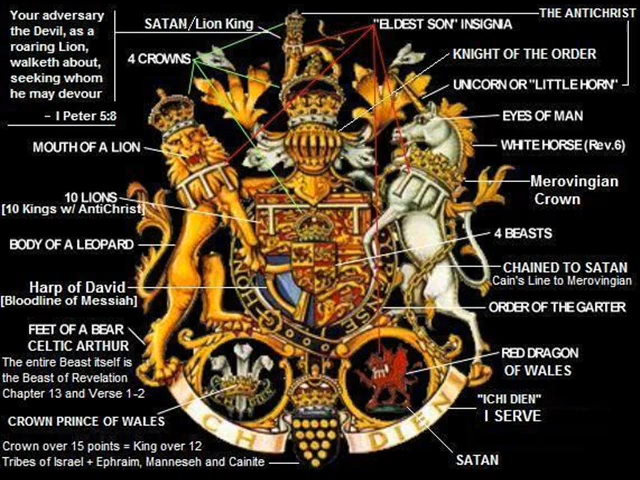 Your adversary
the Devil, as a
roaring Lion,
walketh about,
seeking whom
he may devour
– I Peter 5:8
SATAN/Lion King
4 CROWNS
"ELDEST SON" INSIGNIA
THE ANTICHRIST
KNIGHT OF THE ORDER
UNICORN OR "LITTLE HORN"
EYES OF MAN
WHITE HORSE (Rev.6)
MOUTH OF A LION
Merovingian
Crown
10 LIONS
[10 Kings w/ AntiChrist]
4 BEASTS
BODY OF A LEOPARD
CHAINED TO SATAN
Cain's Line to Merovingian
Harp of David
[Bloodline of Messiah]
ORDER OF THE GARTER
FEET OF A BEAR
CELTIC ARTHUR
The entire Beast itself is
the Beast of Revelation
Chapter 13 and Verse 1-2
RED DRAGON
OF WALES
"ICHI DIEN"
I SERVE
CROWN PRINCE OF WALES
Crown over 15 points = King over 12
Tribes of Israel + Ephraim, Manneseh and Cainite
SATAN
HON
ICH DIEN